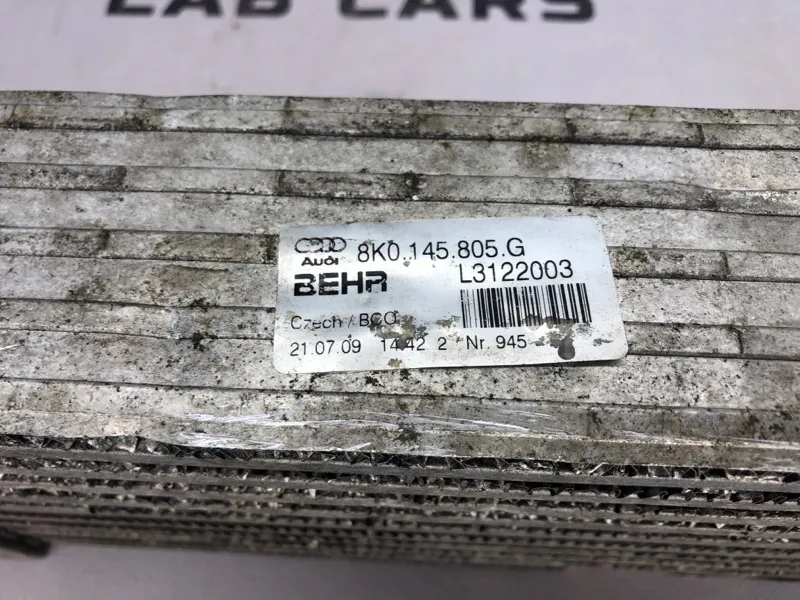 LAB CARS
Audi 8K0.145.805.G
BEHR L3122003
Czech / BCO
21.07.09 14:42 2 / Nr. 945